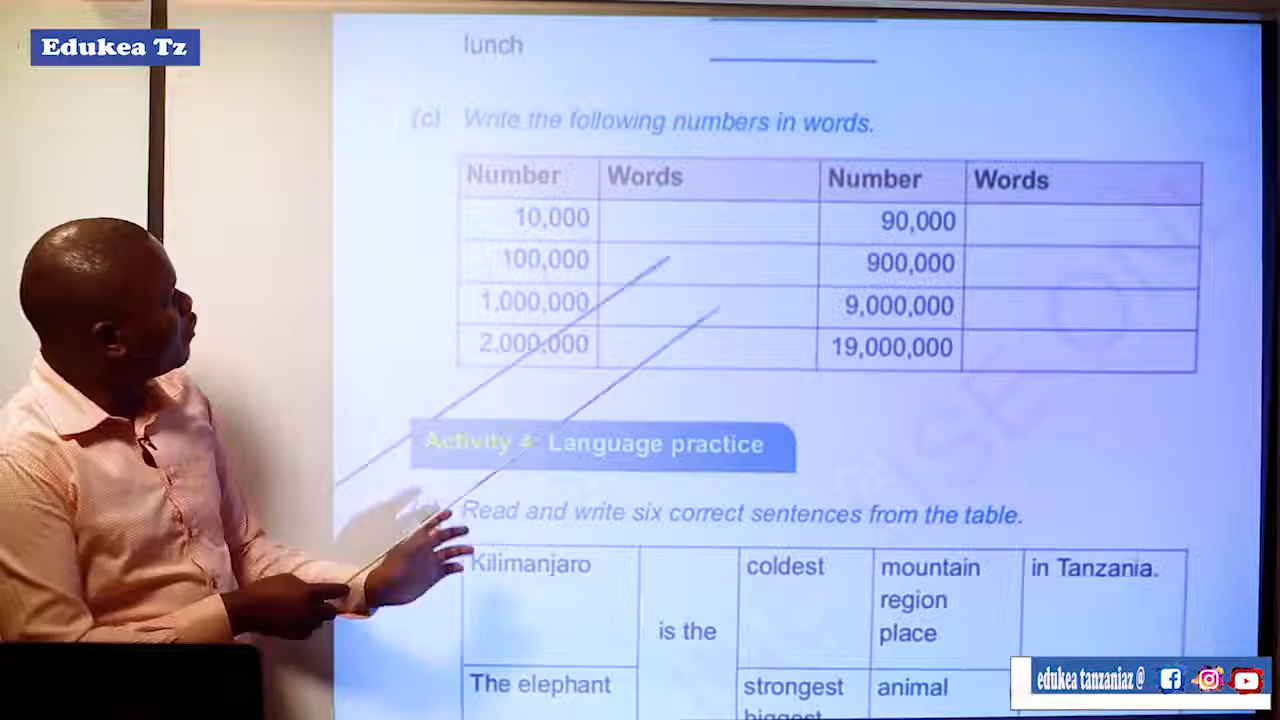 Edukea Tz
lunch
(c) Write the following numbers in words.
Number Words Number Words
10,000 90,000
100,000 900,000
1,000,000 9,000,000
2,000,000 19,000,000
Activity 4: Language practice
Read and write six correct sentences from the table.
Kilimanjaro is the coldest mountain in Tanzania.
region
place
The elephant strongest animal
biggest
edukea tanzaniaz @